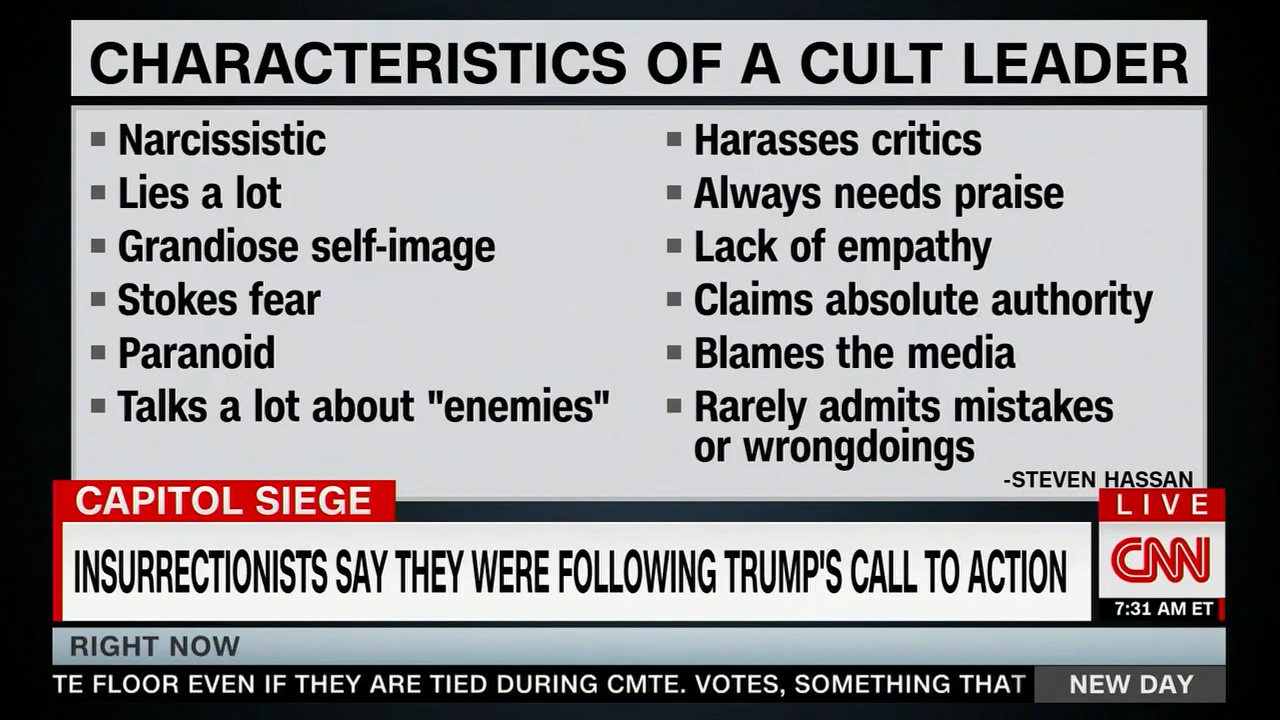 CHARACTERISTICS OF A CULT LEADER
Narcissistic
Lies a lot
Grandiose self-image
Stokes fear
Paranoid
Talks a lot about "enemies"
Harasses critics
Always needs praise
Lack of empathy
Claims absolute authority
Blames the media
Rarely admits mistakes
or wrongdoings
-STEVEN HASSAN
CAPITOL SIEGE
INSURRECTIONISTS SAY THEY WERE FOLLOWING TRUMP'S CALL TO ACTION
LIVE
CNN
7:31 AM ET
RIGHT NOW
TE FLOOR EVEN IF THEY ARE TIED DURING CMTE. VOTES, SOMETHING THAT
NEW DAY